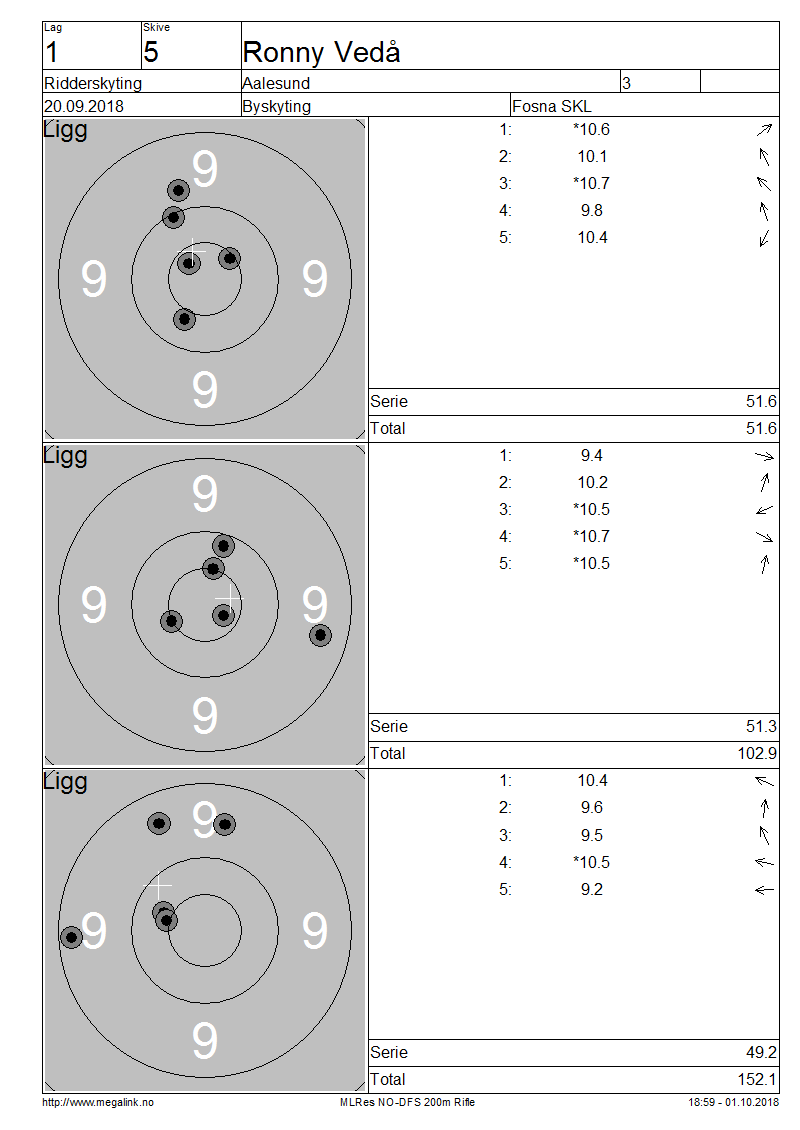 Lag Skive
1 5 Ronny Vedå
Ridderskyting Aalesund 3
20.09.2018 Byskyting Fosna SKL
Ligg
9
9 9
9
1: *10.6
2: 10.1
3: *10.7
4: 9.8
5: 10.4
Serie 51.6
Total 51.6
Ligg
9
9 9
9
1: 9.4
2: 10.2
3: *10.5
4: *10.7
5: *10.5
Serie 51.3
Total 102.9
Ligg
9
9 9
9
1: 10.4
2: 9.6
3: 9.5
4: *10.5
5: 9.2
Serie 49.2
Total 152.1
http://www.megalink.no MLRes NO-DFS 200m Rifle 18:59 - 01.10.2018